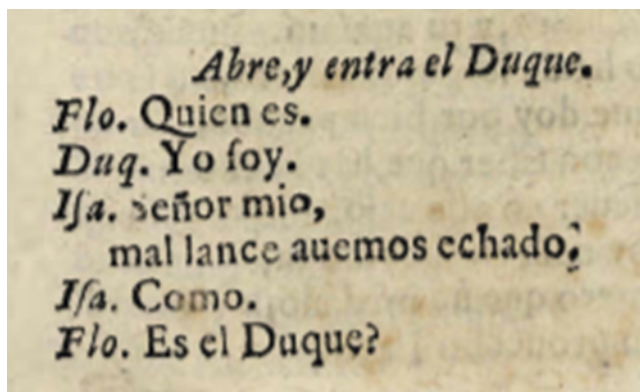 Abre,y entra el Duque.
Flo. Quien es.
Duq. Yo ſoy.
Iſa. Señor mio,
mal lance auemos echado.
Iſa. Como.
Flo. Es el Duque?